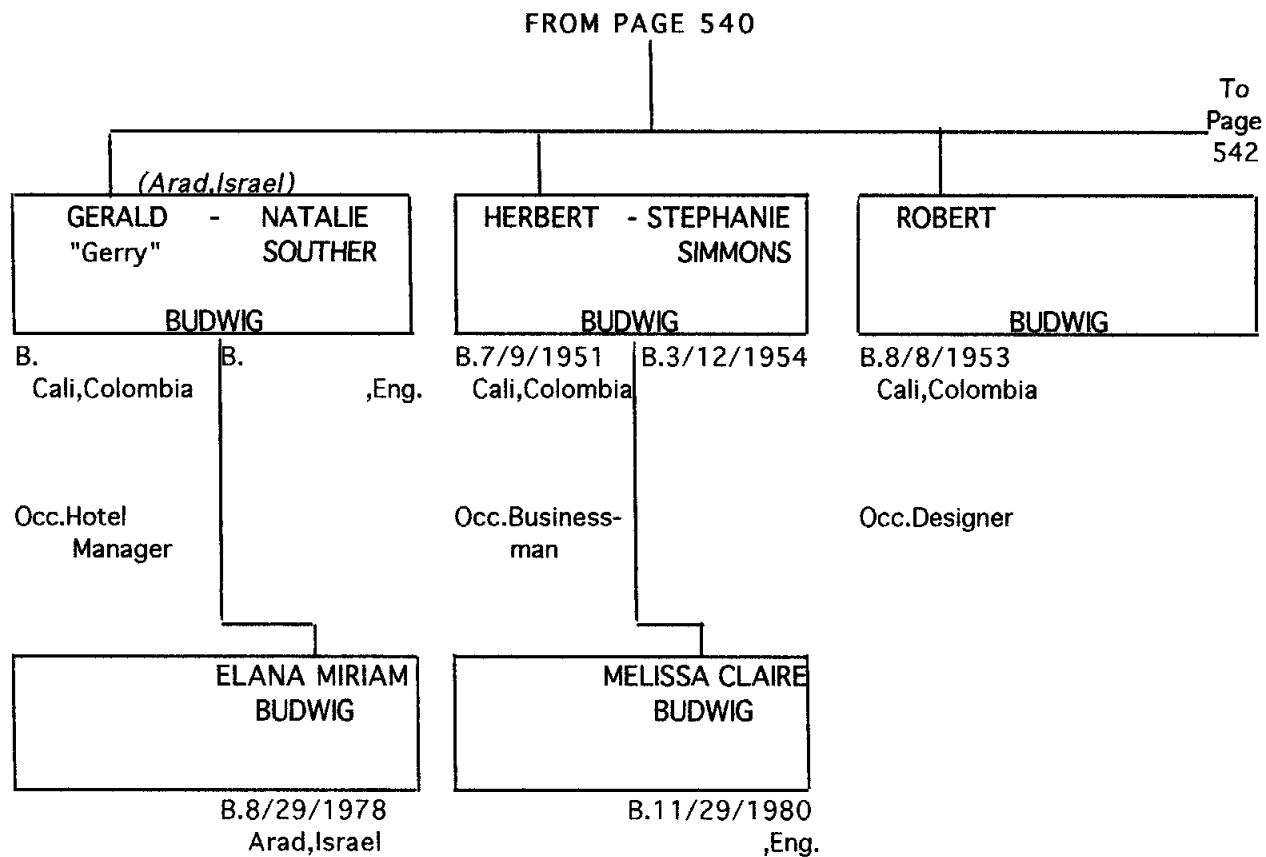 FROM PAGE 540
To
Page
542
(Arad,Israel)
GERALD - NATALIE
"Gerry" SOUTHER
BUDWIG
B. B.
Cali,Colombia ,Eng.
Occ.Hotel
Manager
HERBERT - STEPHANIE
SIMMONS
BUDWIG
B.7/9/1951 B.3/12/1954
Cali,Colombia
Occ.Business-
man
ROBERT
BUDWIG
B.8/8/1953
Cali,Colombia
Occ.Designer
ELANA MIRIAM
BUDWIG
B.8/29/1978
Arad,Israel
MELISSA CLAIRE
BUDWIG
B.11/29/1980
,Eng.